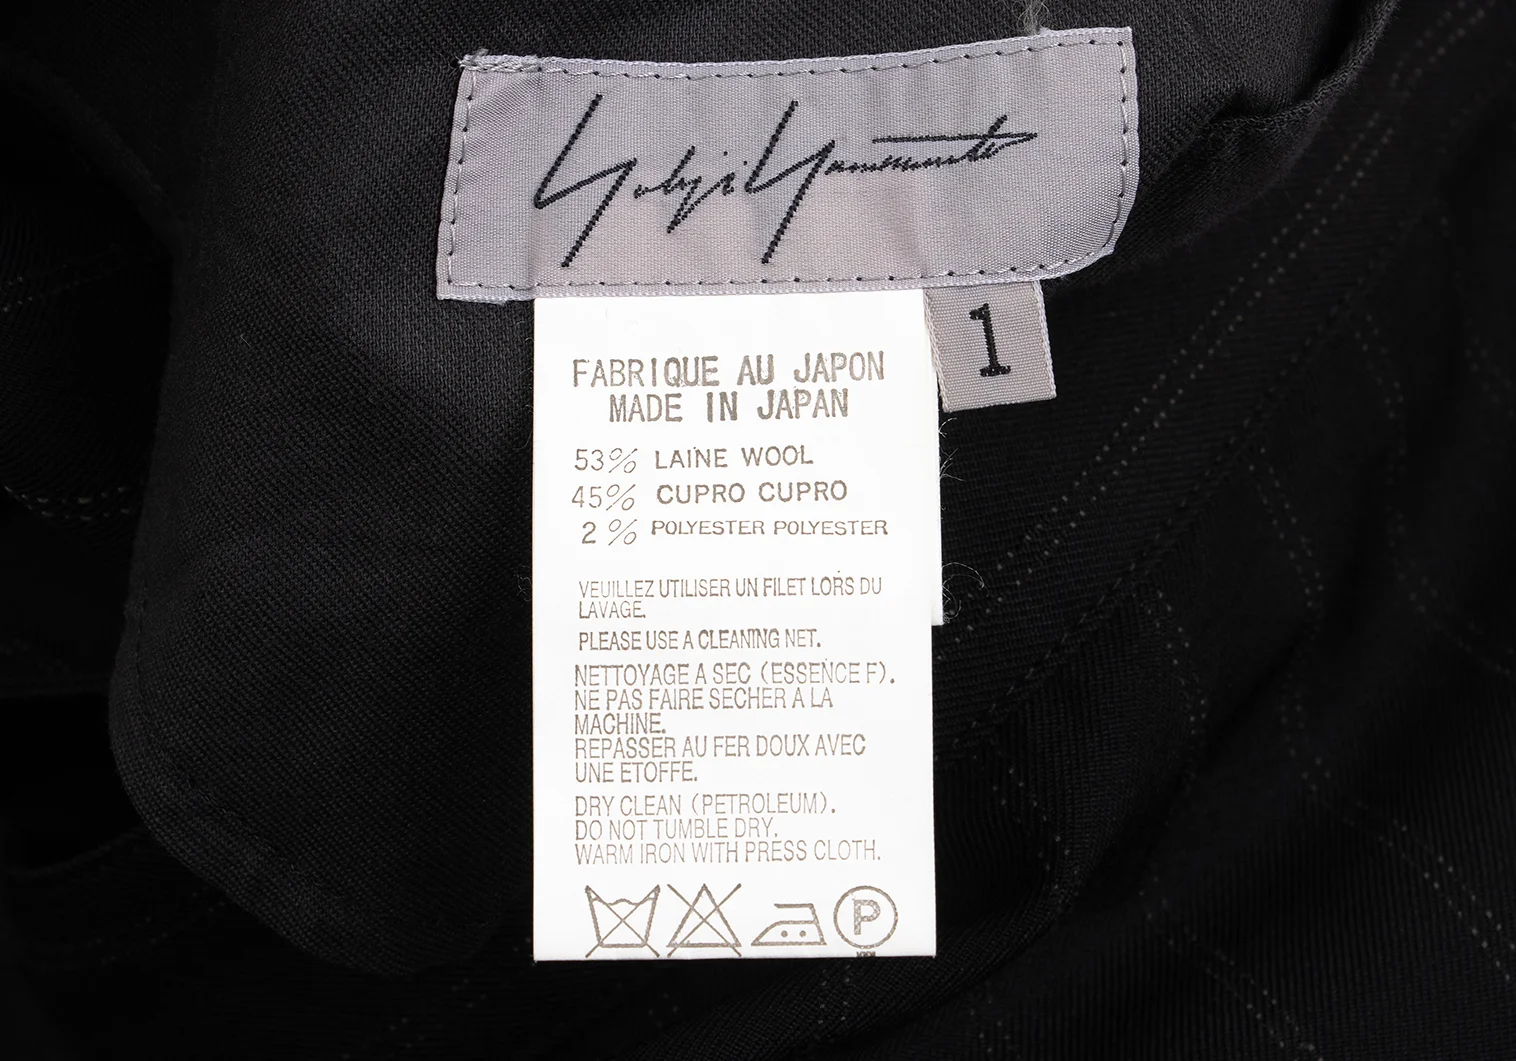 Yohji Yamamoto
1
FABRIQUE AU JAPON
MADE IN JAPAN
53% LAINE WOOL
45% CUPRO CUPRO
2% POLYESTER POLYESTER
VEUILLEZ UTILISER UN FILET LORS DU
LAVAGE.
PLEASE USE A CLEANING NET.
NETTOYAGE A SEC (ESSENCE F).
NE PAS FAIRE SECHER A LA
MACHINE.
REPASSER AU FER DOUX AVEC
UNE ETOFFE.
DRY CLEAN (PETROLEUM).
DO NOT TUMBLE DRY.
WARM IRON WITH PRESS CLOTH.
P